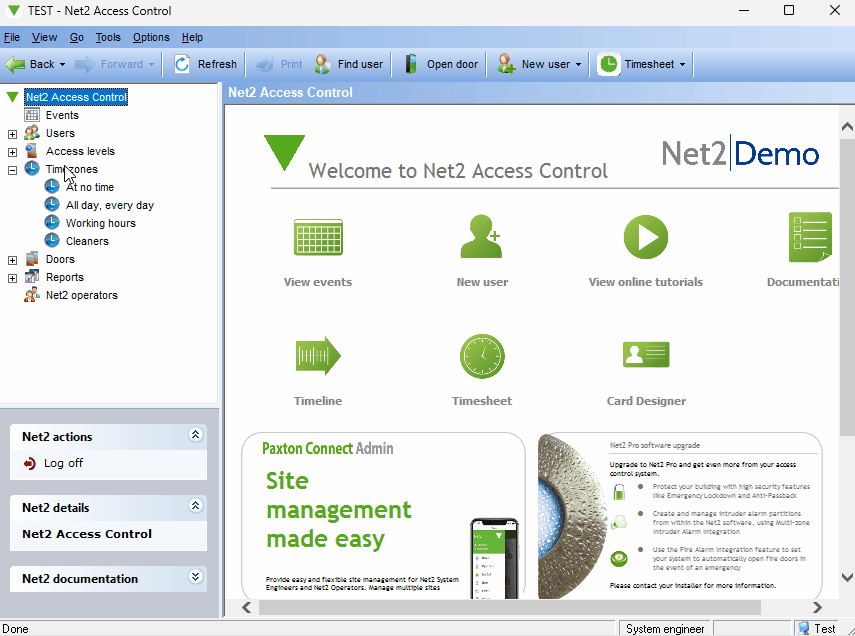 TEST - Net2 Access Control
File View Go Tools Options Help
Back Forward Refresh Print Find user Open door New user Timesheet
Net2 Access Control
Events
Users
Access levels
Timezones
At no time
All day, every day
Working hours
Cleaners
Doors
Reports
Net2 operators
Net2 actions
Log off
Net2 details
Net2 Access Control
Net2 documentation
Net2 Access Control
Welcome to Net2 Access Control
Net2 Demo
View events
New user
View online tutorials
Documentati
Timeline
Timesheet
Card Designer
Paxton Connect Admin
Site
management
made easy
Provide easy and flexible site management for Net2 System
Engineers and Net2 Operators. Manage multiple sites
Net2 Pro software upgrade
Upgrade to Net2 Pro and get even more from your access
control system.
Protect your building with high security features
like Emergency Lockdown and Anti-Passback
Create and manage intruder alarm partitions
from within the Net2 software, using Multi-zone
Intruder Alarm Integration
Use the Fire Alarm Integration feature to set
your system to automatically open fire doors in
the event of an emergency
Please contact your installer for more information.
Done
System engineer
Test